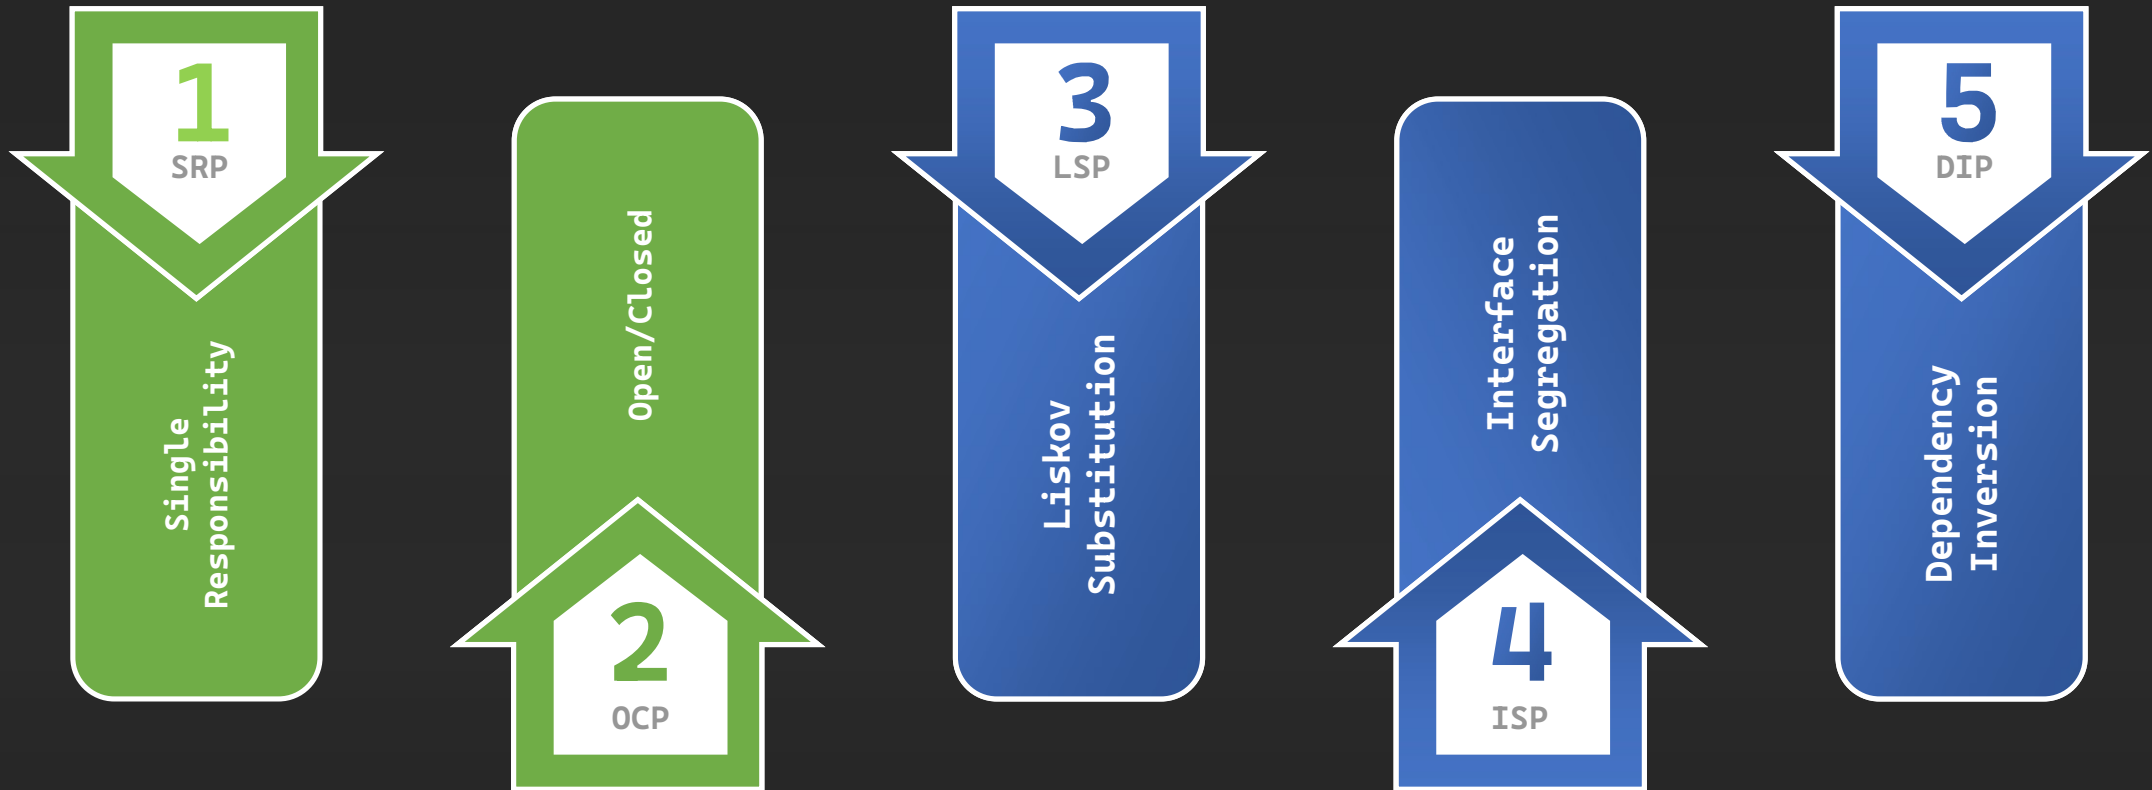 1
SRP
Single
Responsibility
Open/Closed
2
OCP
3
LSP
Liskov
Substitution
Interface
Segregation
4
ISP
5
DIP
Dependency
Inversion